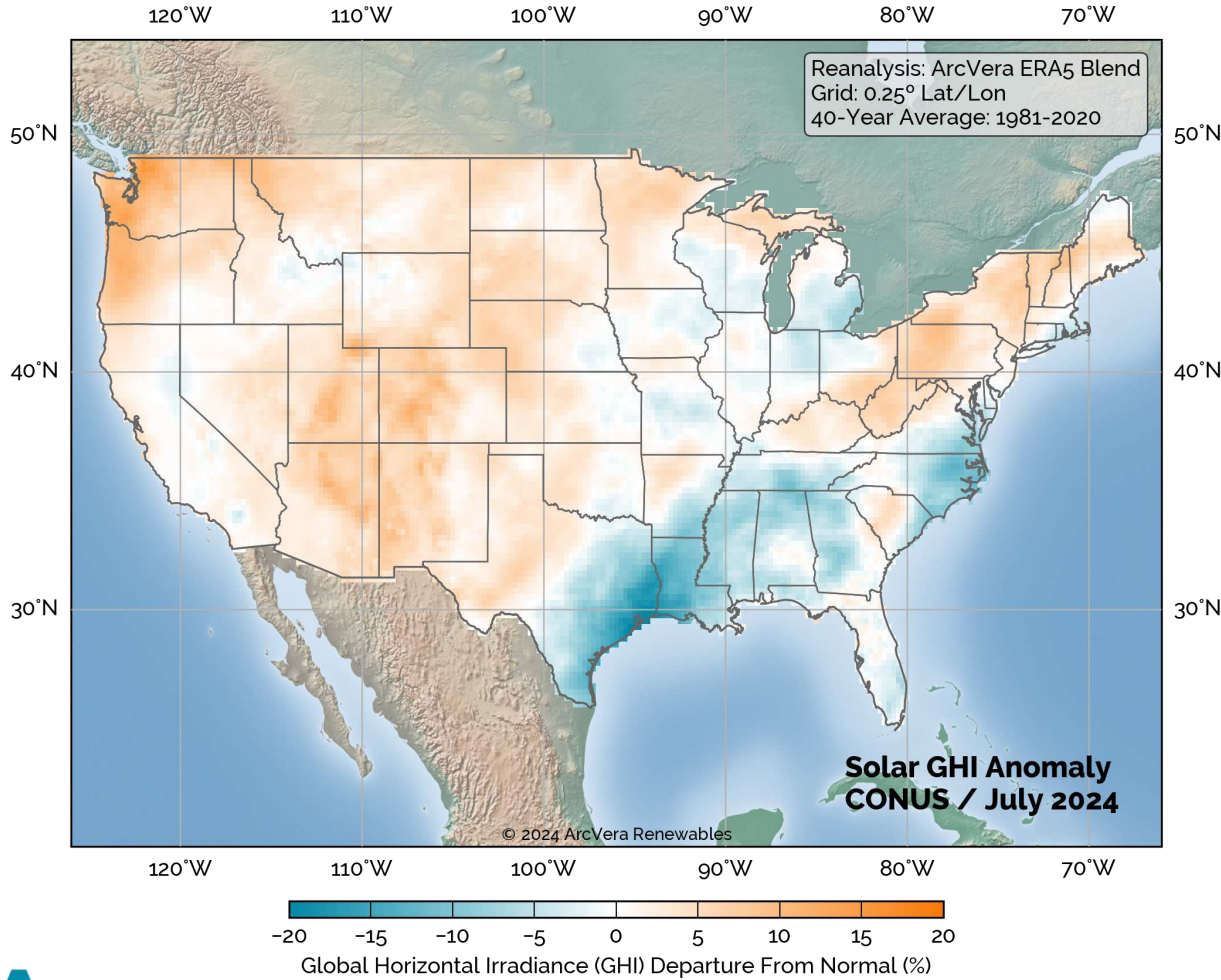 120°W 110°W 100°W 90°W 80°W 70°W
Reanalysis: ArcVera ERA5 Blend
Grid: 0.25º Lat/Lon
40-Year Average: 1981-2020
50°N 50°N
40°N 40°N
30°N 30°N
Solar GHI Anomaly
CONUS / July 2024
© 2024 ArcVera Renewables
120°W 110°W 100°W 90°W 80°W 70°W
−20 −15 −10 −5 0 5 10 15 20
Global Horizontal Irradiance (GHI) Departure From Normal (%)